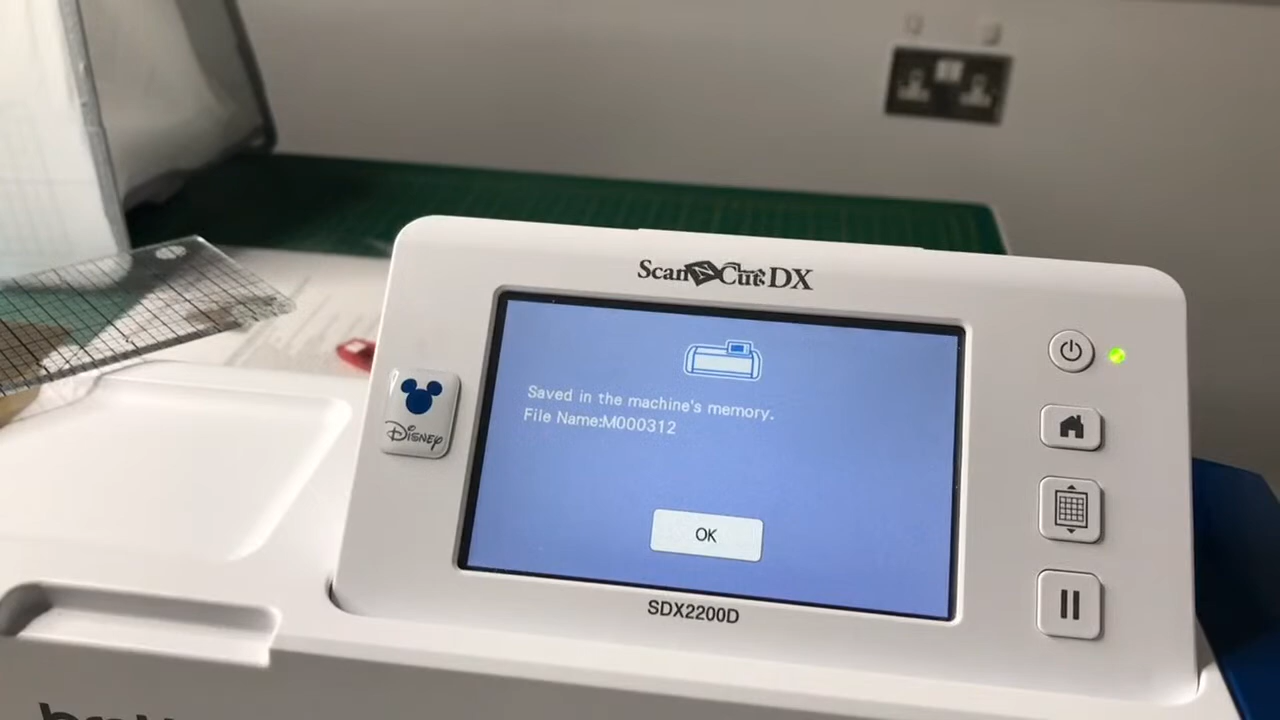 ScanNCut DX
Saved in the machine's memory.
File Name:M000312
OK
Disney
SDX2200D